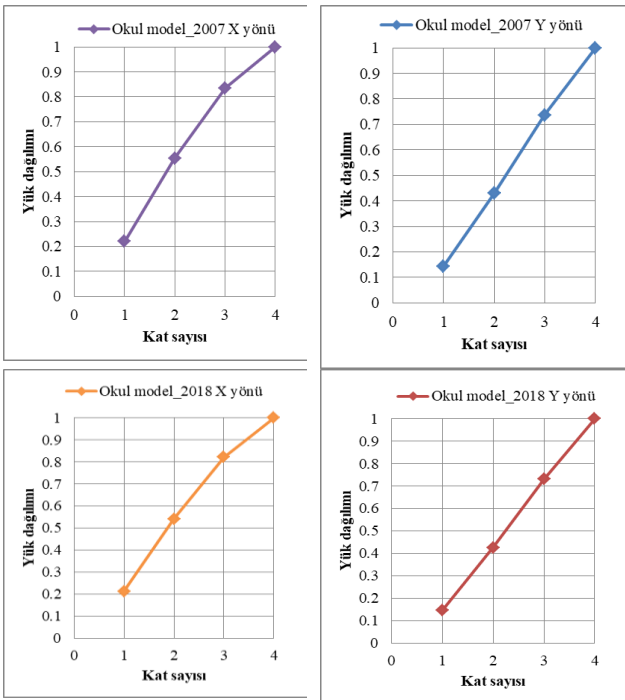 Okul model_2007 X yönü
1
0.9
0.8
0.7
0.6
0.5
0.4
0.3
0.2
0.1
0
Yük dağılımı
0 1 2 3 4
Kat sayısı
Okul model_2007 Y yönü
1
0.9
0.8
0.7
0.6
0.5
0.4
0.3
0.2
0.1
0
Yük dağılımı
0 1 2 3 4
Kat sayısı
Okul model_2018 X yönü
1
0.9
0.8
0.7
0.6
0.5
0.4
0.3
0.2
0.1
0
Yük dağılımı
0 1 2 3 4
Kat sayısı
Okul model_2018 Y yönü
1
0.9
0.8
0.7
0.6
0.5
0.4
0.3
0.2
0.1
0
Yük dağılımı
0 1 2 3 4
Kat sayısı